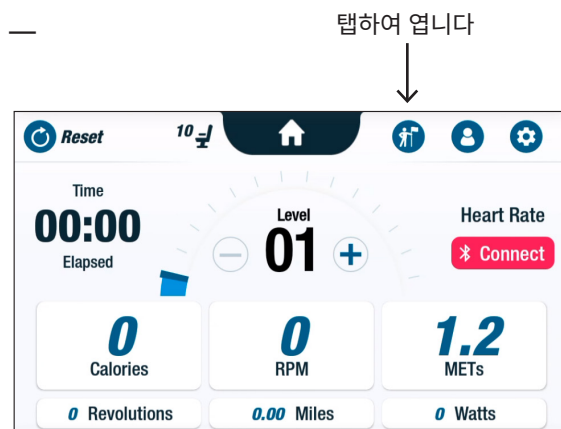 탭하여 엽니다
Reset
10
Time
00:00
Elapsed
Level
01
Heart Rate
Connect
0
Calories
0
RPM
1.2
METs
0 Revolutions
0.00 Miles
0 Watts